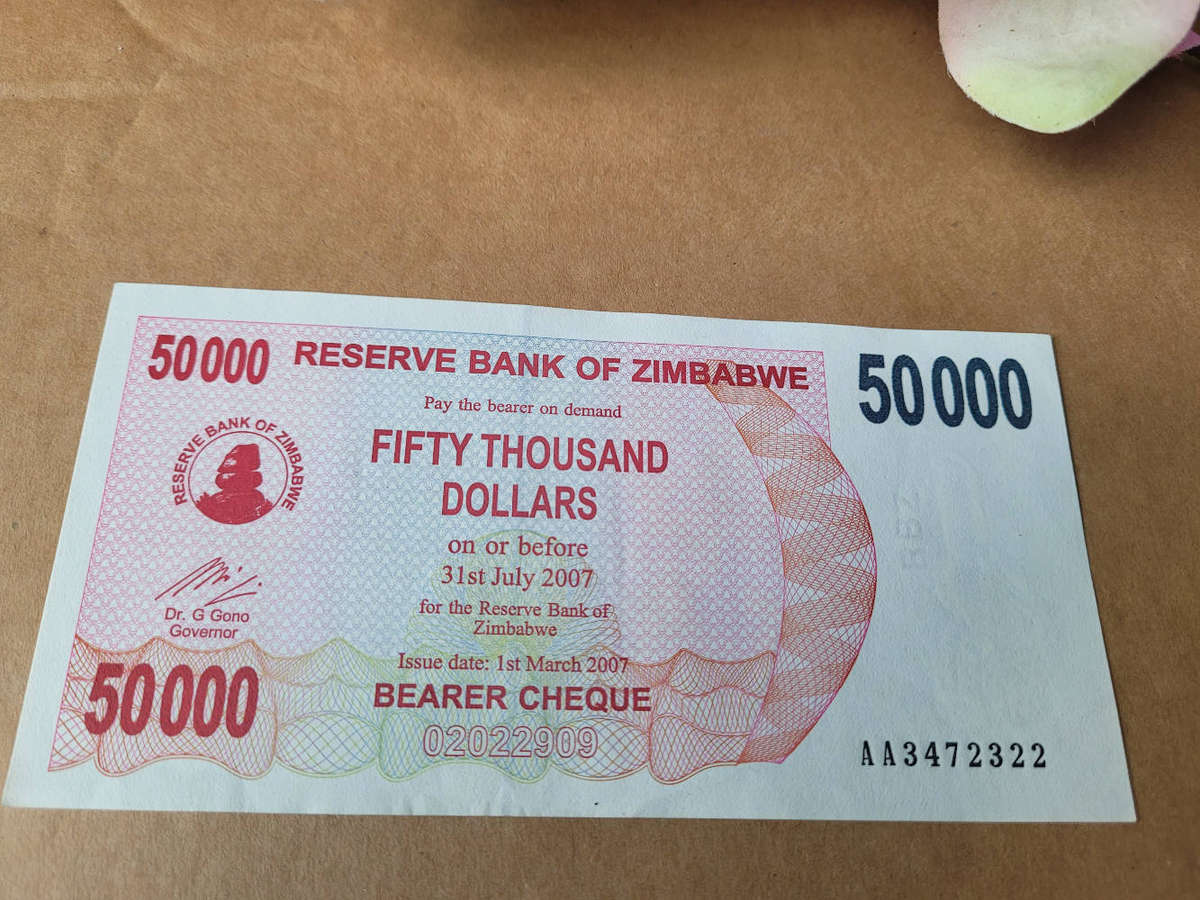 50000
RESERVE BANK OF ZIMBABWE
50000
Pay the bearer on demand
FIFTY THOUSAND
DOLLARS
RESERVE BANK OF ZIMBABWE
on or before
31st July 2007
Dr. G Gono
Governor
for the Reserve Bank of
Zimbabwe
Issue date: 1st March 2007
50000
BEARER CHEQUE
02022909
AA3472322